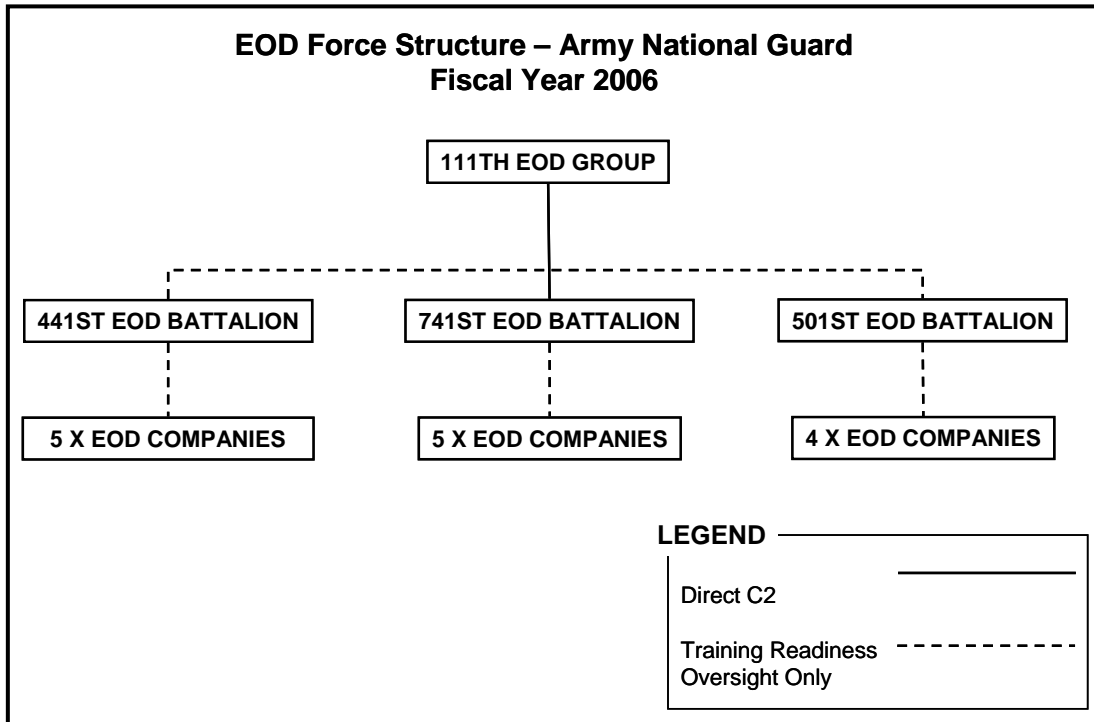 EOD Force Structure – Army National Guard
Fiscal Year 2006
111TH EOD GROUP
441ST EOD BATTALION
741ST EOD BATTALION
501ST EOD BATTALION
5 X EOD COMPANIES
5 X EOD COMPANIES
4 X EOD COMPANIES
LEGEND
Direct C2
Training Readiness
Oversight Only